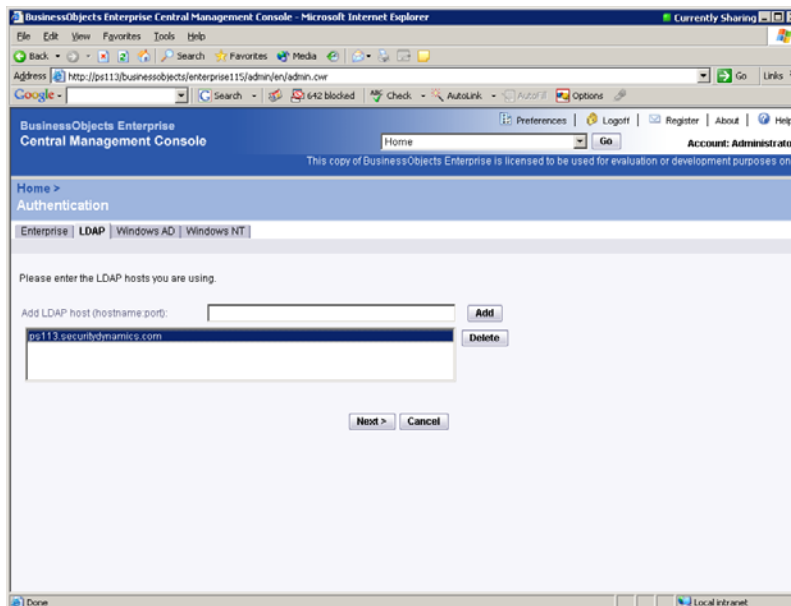 BusinessObjects Enterprise Central Management Console - Microsoft Internet Explorer
Currently Sharing
File Edit View Favorites Tools Help
Back Search Favorites Media
Address http://ps113/businessobjects/enterprise115/admin/en/admin.cwr Go Links
Google - Search 642 blocked Check AutoLink AutoFill Options
BusinessObjects Enterprise
Central Management Console
Preferences | Logoff | Register | About | Help
Home Go Account: Administrato
This copy of BusinessObjects Enterprise is licensed to be used for evaluation or development purposes on
Home >
Authentication
Enterprise | LDAP | Windows AD | Windows NT |
Please enter the LDAP hosts you are using.
Add LDAP host (hostname:port): Add
ps113.securitydynamics.com Delete
Next > Cancel
Done Local intranet